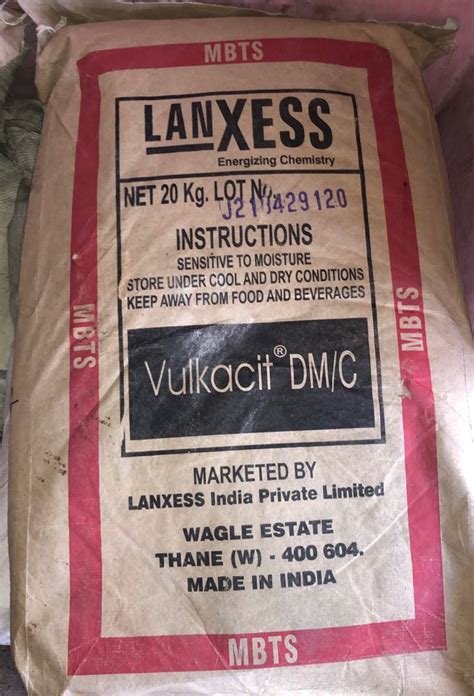 MBTS
LANXESS
Energizing Chemistry
NET 20 Kg. LOT No.
INSTRUCTIONS
SENSITIVE TO MOISTURE
STORE UNDER COOL AND DRY CONDITIONS
KEEP AWAY FROM FOOD AND BEVERAGES
MBTS
MBTS
Vulkacit® DM/C
MARKETED BY
LANXESS India Private Limited
WAGLE ESTATE
THANE (W) - 400 604.
MADE IN INDIA
MBTS